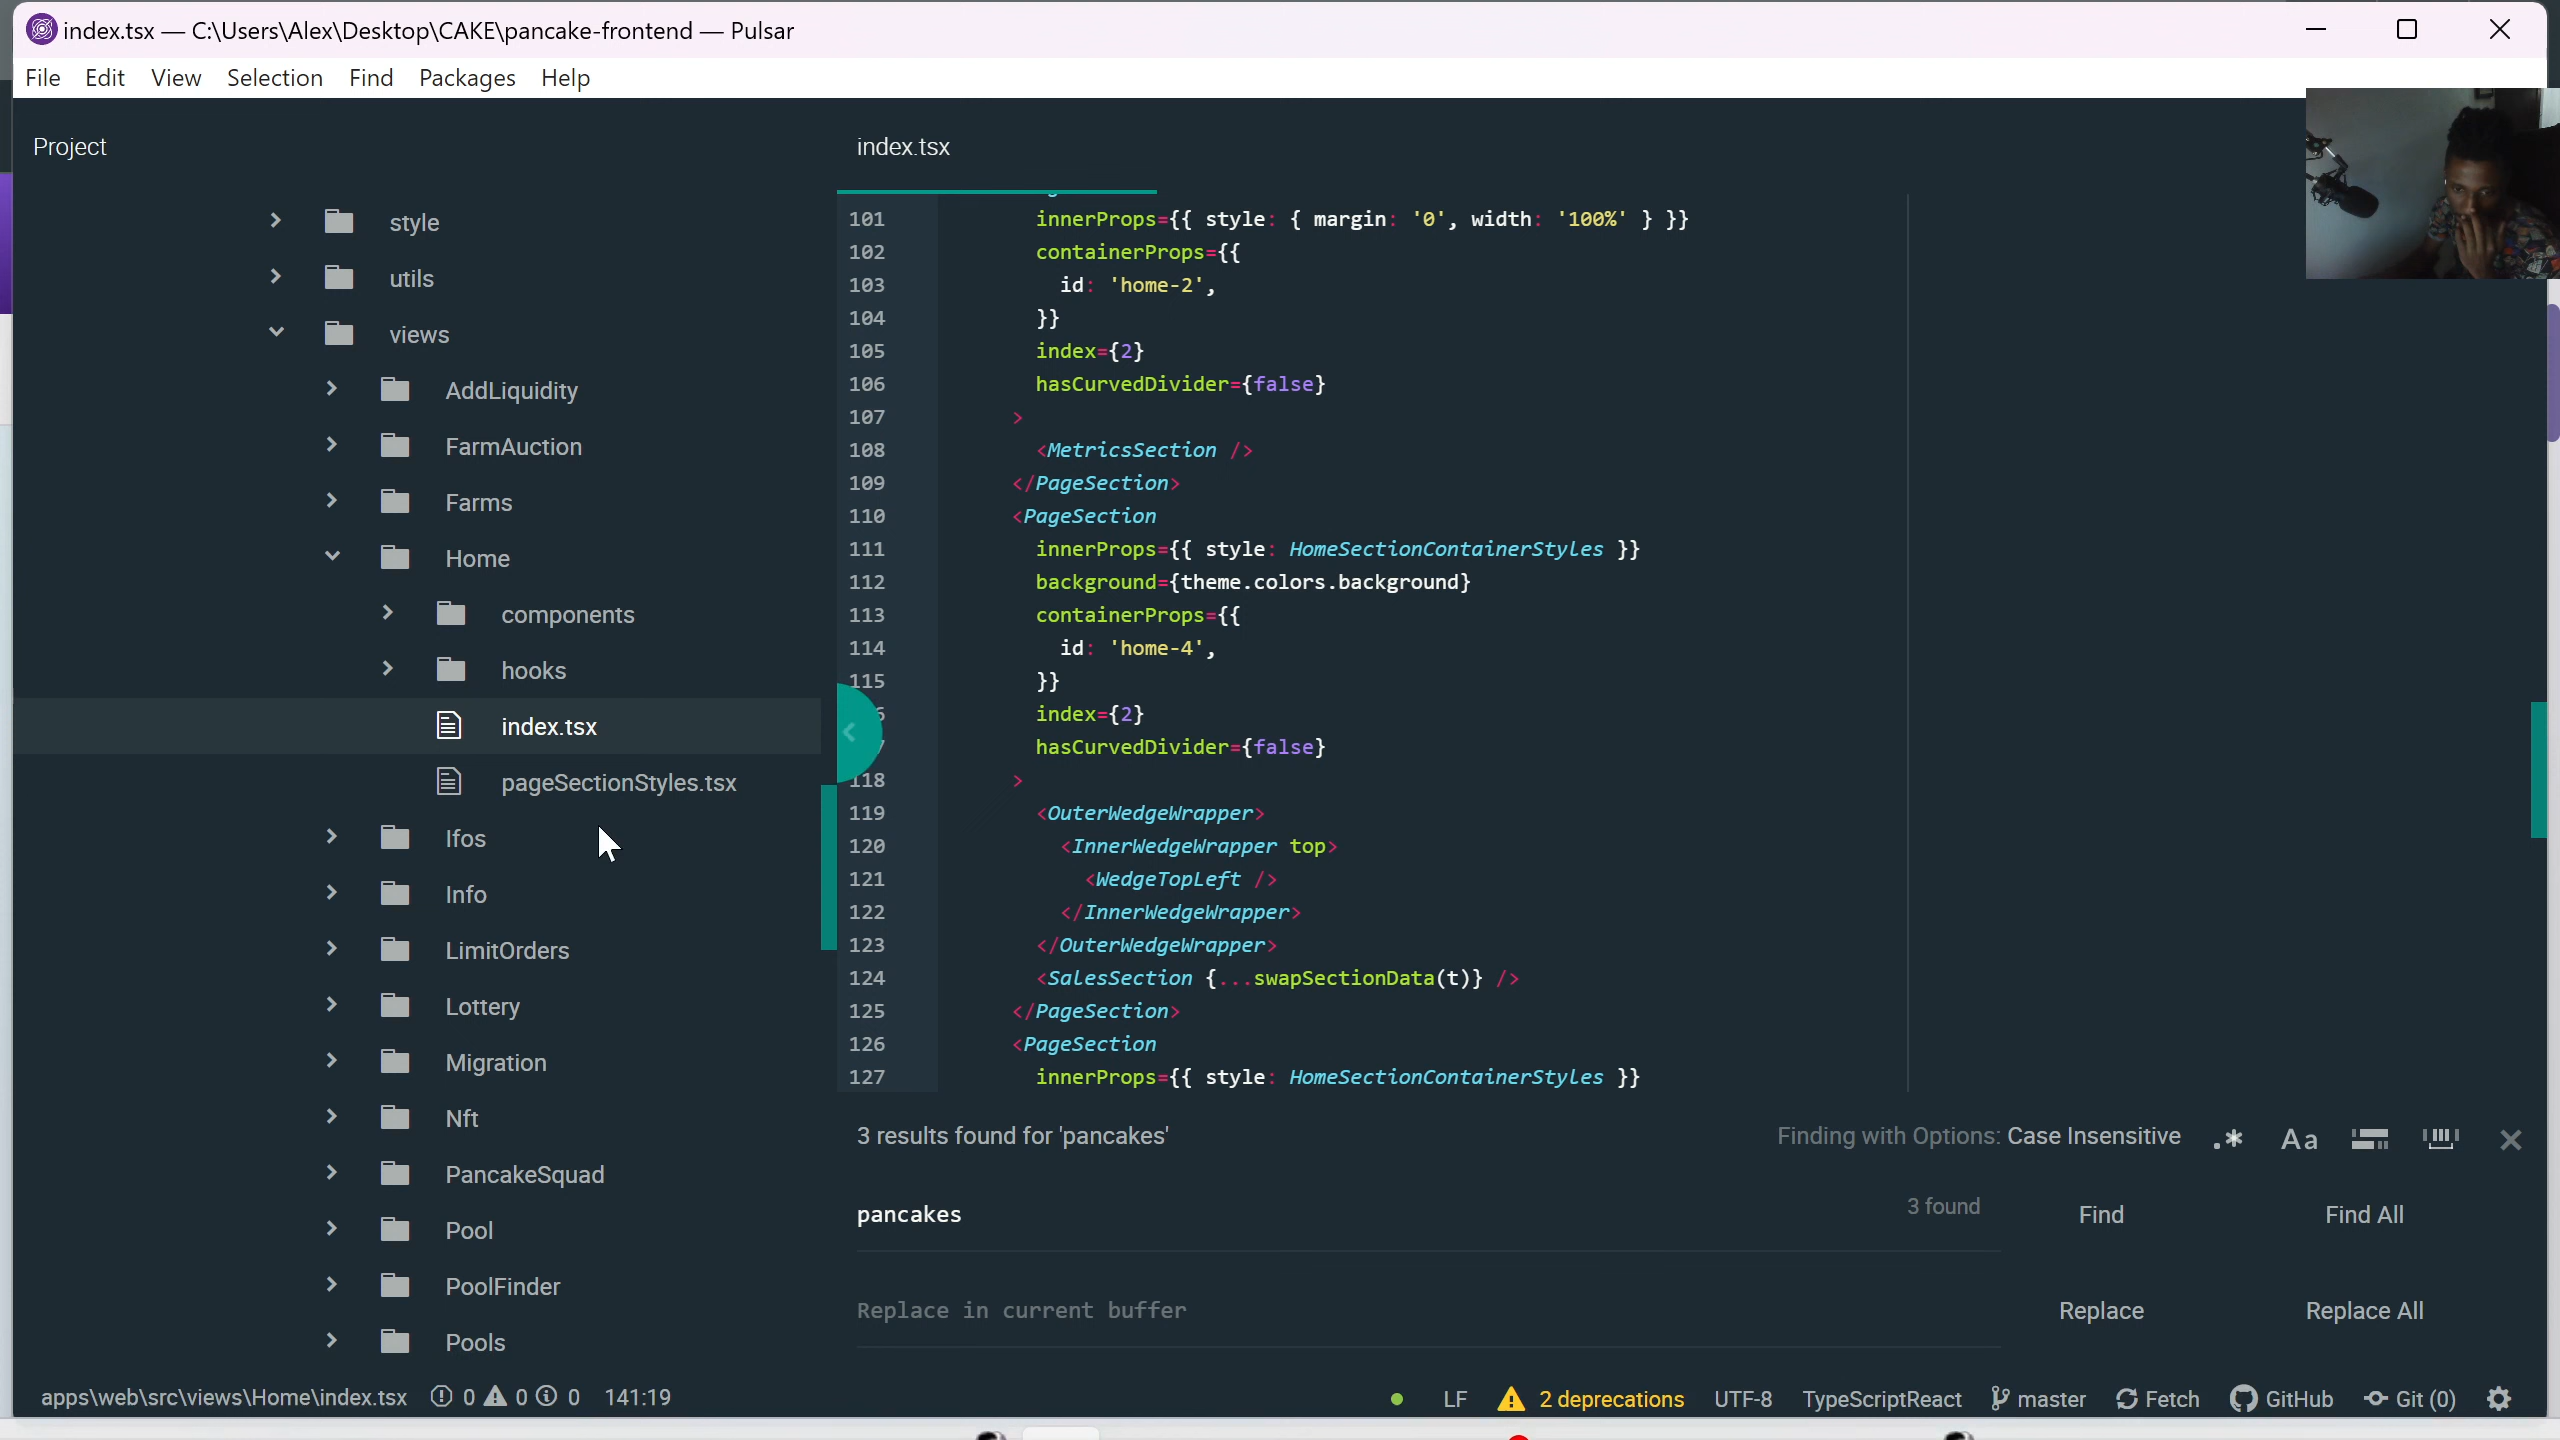 index.tsx — C:\Users\Alex\Desktop\CAKE\pancake-frontend — Pulsar
File Edit View Selection Find Packages Help
Project
style
utils
views
AddLiquidity
FarmAuction
Farms
Home
components
hooks
index.tsx
pageSectionStyles.tsx
Ifos
Info
LimitOrders
Lottery
Migration
Nft
PancakeSquad
Pool
PoolFinder
Pools
index.tsx
101 innerProps={{ style: { margin: '0', width: '100%' } }}
102 containerProps={{
103 id: 'home-2',
104 }}
105 index={2}
106 hasCurvedDivider={false}
107 >
108 <MetricsSection />
109 </PageSection>
110 <PageSection
111 innerProps={{ style: HomeSectionContainerStyles }}
112 background={theme.colors.background}
113 containerProps={{
114 id: 'home-4',
115 }}
index={2}
hasCurvedDivider={false}
118 >
119 <OuterWedgeWrapper>
120 <InnerWedgeWrapper top>
121 <WedgeTopLeft />
122 </InnerWedgeWrapper>
123 </OuterWedgeWrapper>
124 <SalesSection {...swapSectionData(t)} />
125 </PageSection>
126 <PageSection
127 innerProps={{ style: HomeSectionContainerStyles }}
3 results found for 'pancakes' Finding with Options: Case Insensitive .* Aa
pancakes 3 found Find Find All
Replace in current buffer Replace Replace All
apps\web\src\views\Home\index.tsx 0 0 0 141:19 LF 2 deprecations UTF-8 TypeScriptReact master Fetch GitHub Git (0)